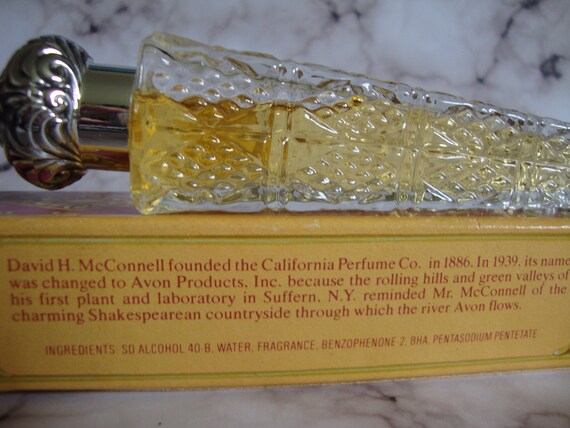 David H. McConnell founded the California Perfume Co. in 1886. In 1939, its name
was changed to Avon Products, Inc. because the rolling hills and green valleys of
his first plant and laboratory in Suffern, N.Y. reminded Mr. McConnell of the
charming Shakespearean countryside through which the river Avon flows.
INGREDIENTS: SD ALCOHOL 40-B, WATER, FRAGRANCE, BENZOPHENONE-2, BHA, PENTASODIUM PENTETATE